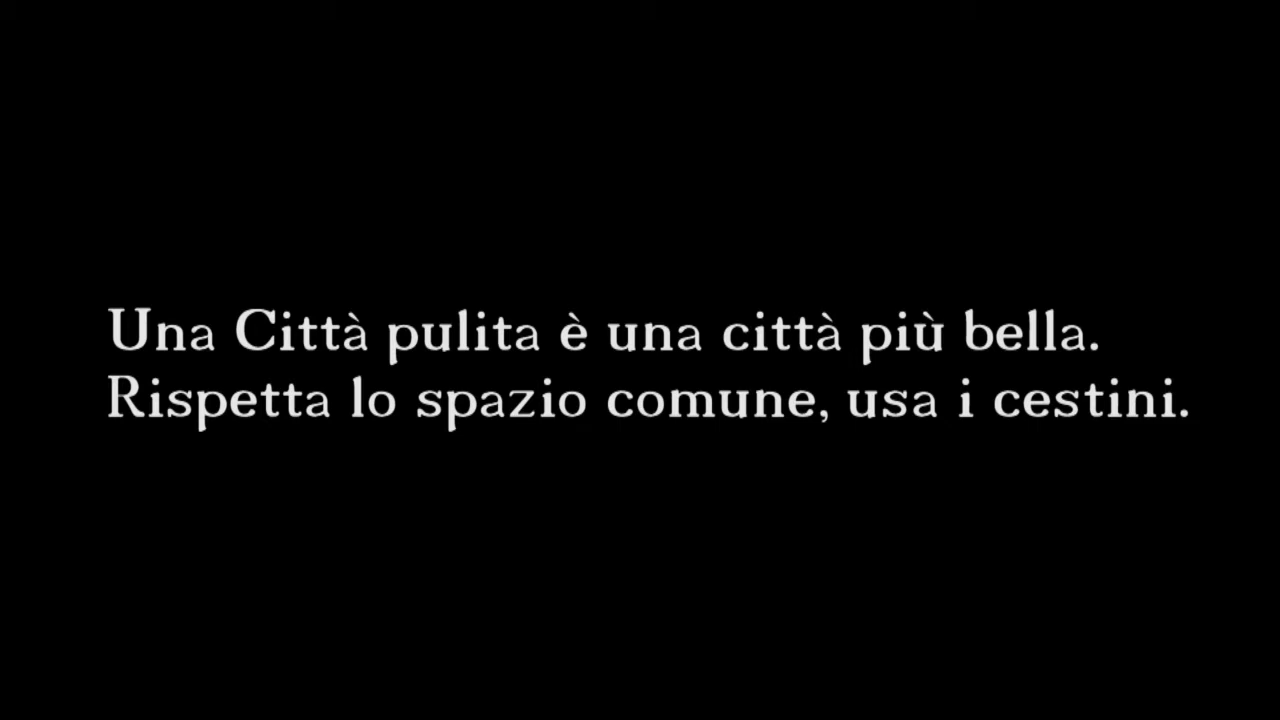 Una Città pulita è una città più bella.
Rispetta lo spazio comune, usa i cestini.